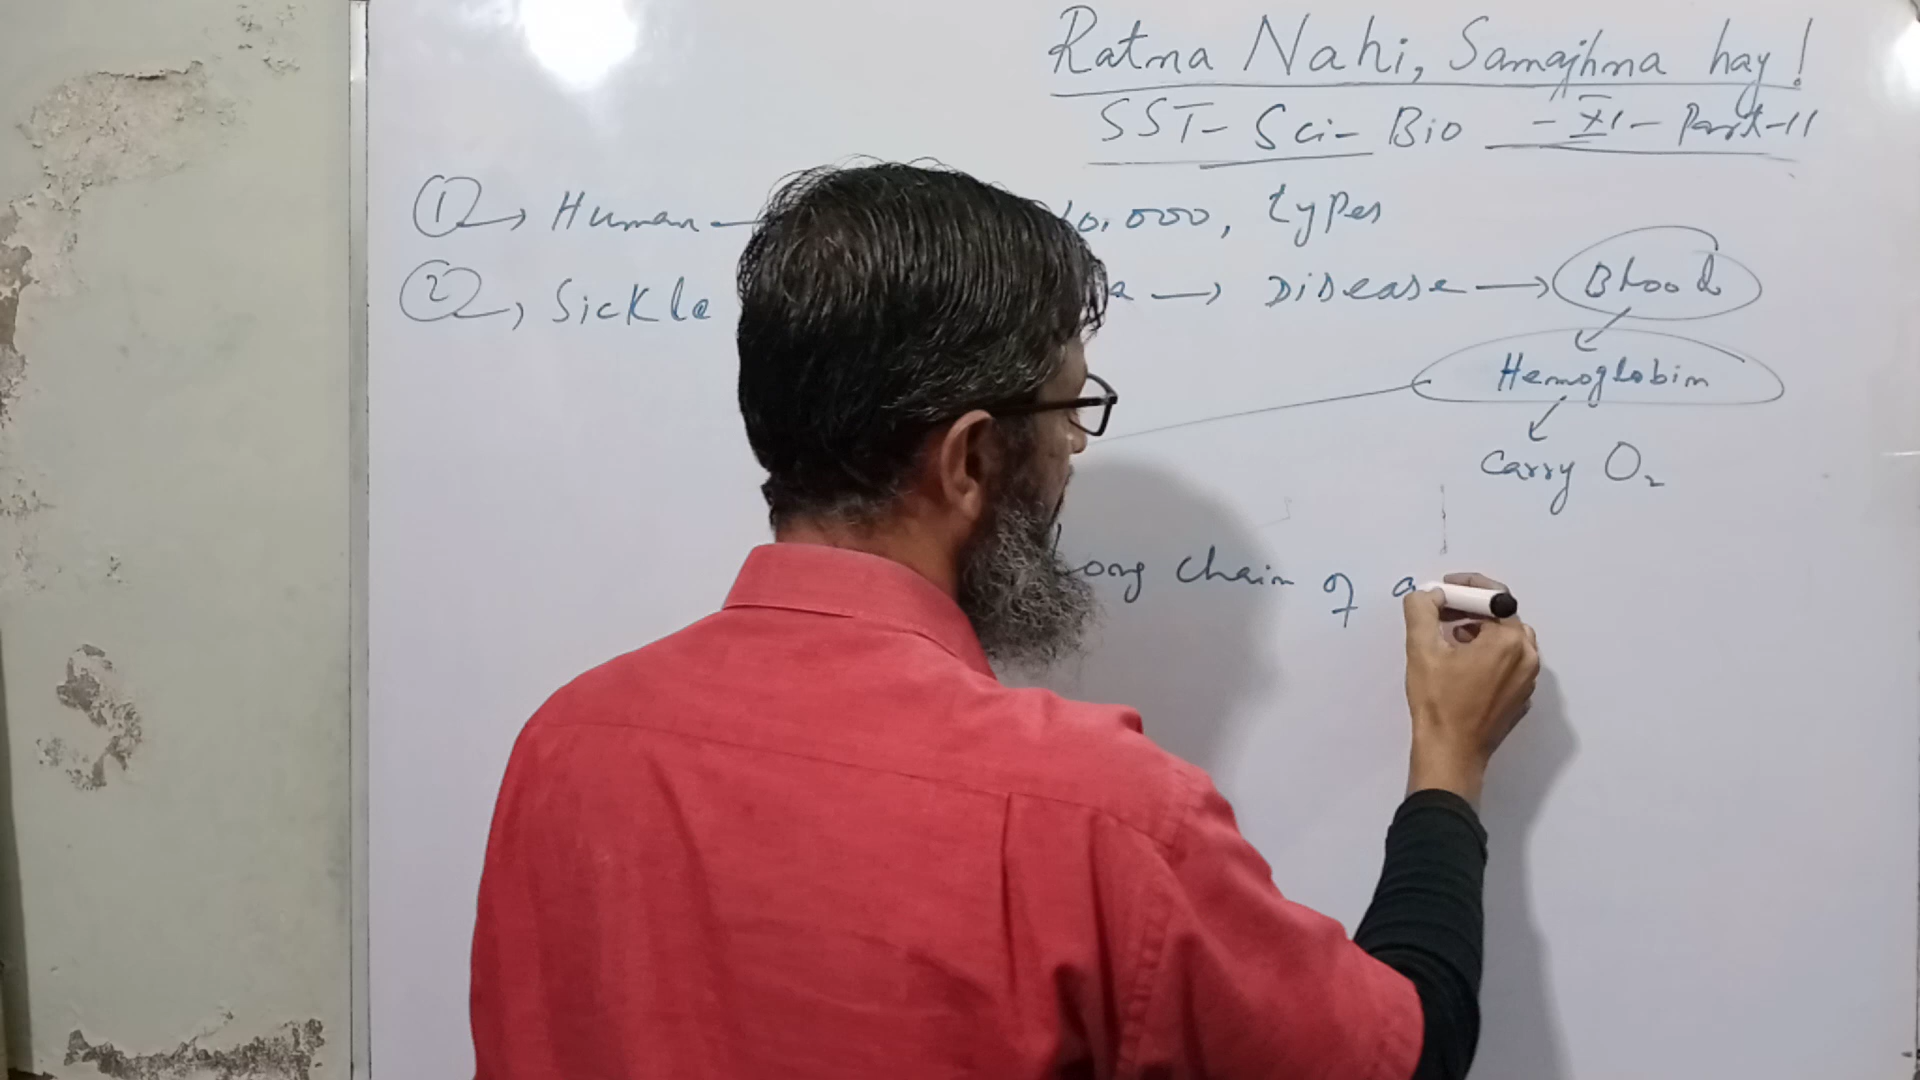 Ratna Nahi, Samajhna hay!
SST- Sci- Bio - XI - Part-II
① → Human — 10,000, types
② → Sickle a → Disease → Blood
Hemoglobin
Carry O₂
Long chain of a